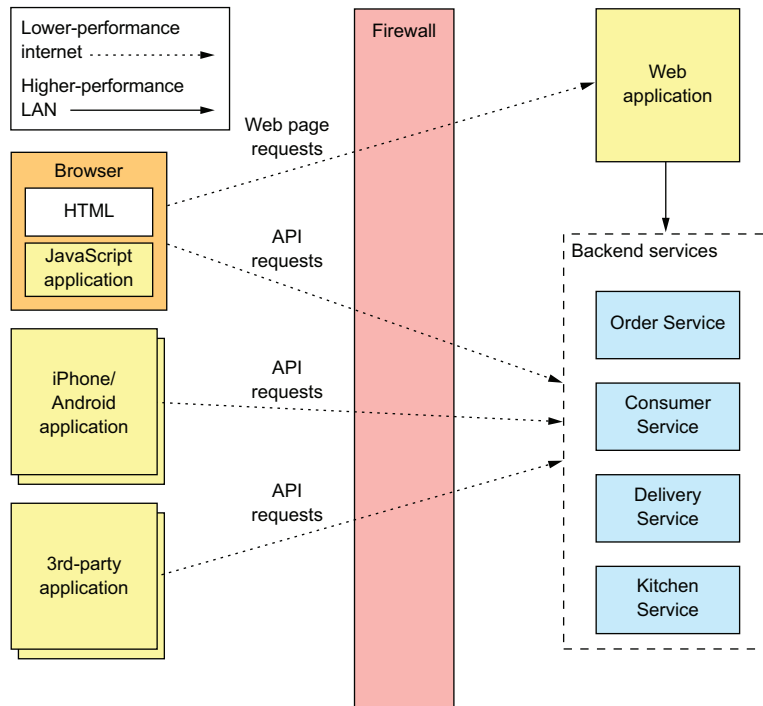 Lower-performance
internet
Higher-performance
LAN
Firewall
Web
application
Web page
requests
Browser
HTML
JavaScript
application
API
requests
Backend services
Order Service
iPhone/
Android
application
API
requests
Consumer
Service
API
requests
Delivery
Service
3rd-party
application
Kitchen
Service